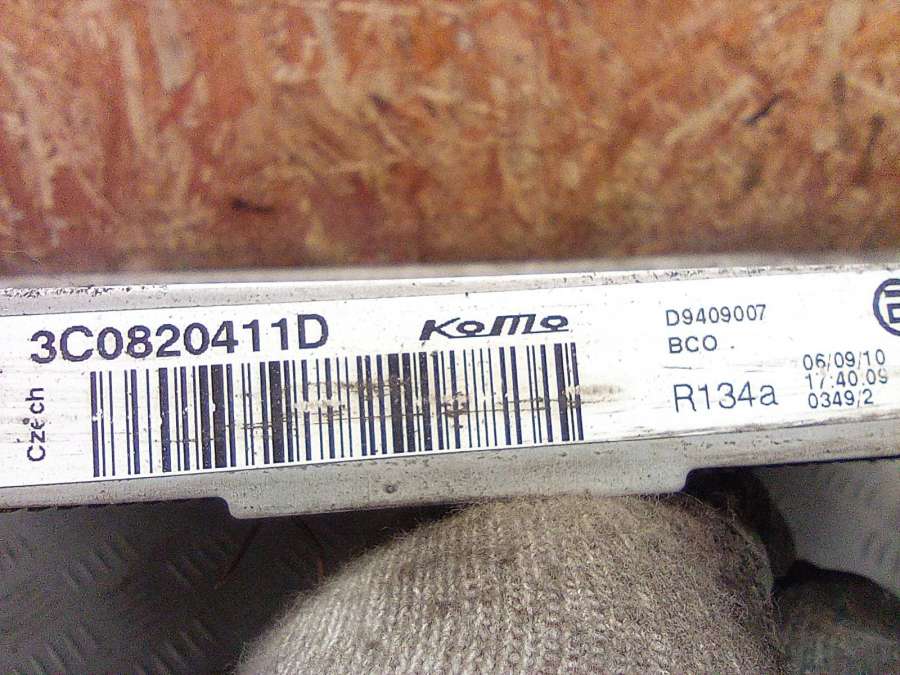 3C0820411D
KoMo
Czech
D9409007
BCO
R134a
06/09/10
17:40.09
0349/2